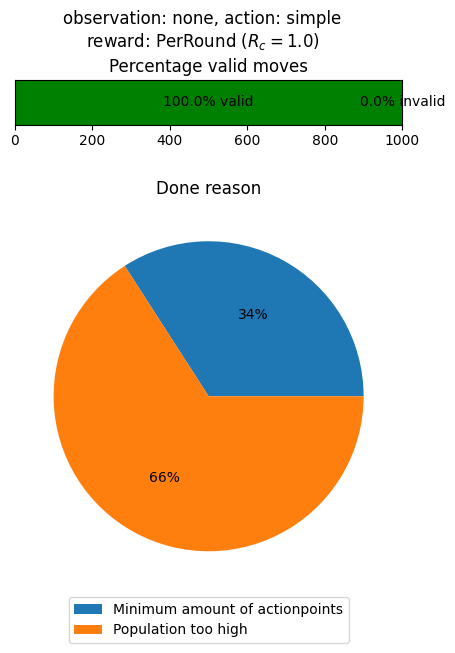 observation: none, action: simple
reward: PerRound ($R_c = 1.0$)
Percentage valid moves
100.0% valid 0.0% invalid
0 200 400 600 800 1000
Done reason
34%
66%
Minimum amount of actionpoints
Population too high